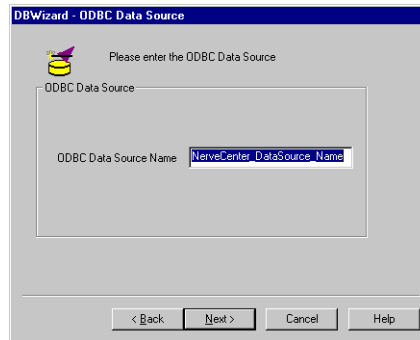 DBWizard - ODBC Data Source
Please enter the ODBC Data Source
ODBC Data Source
ODBC Data Source Name NerveCenter_DataSource_Name
< Back Next > Cancel Help